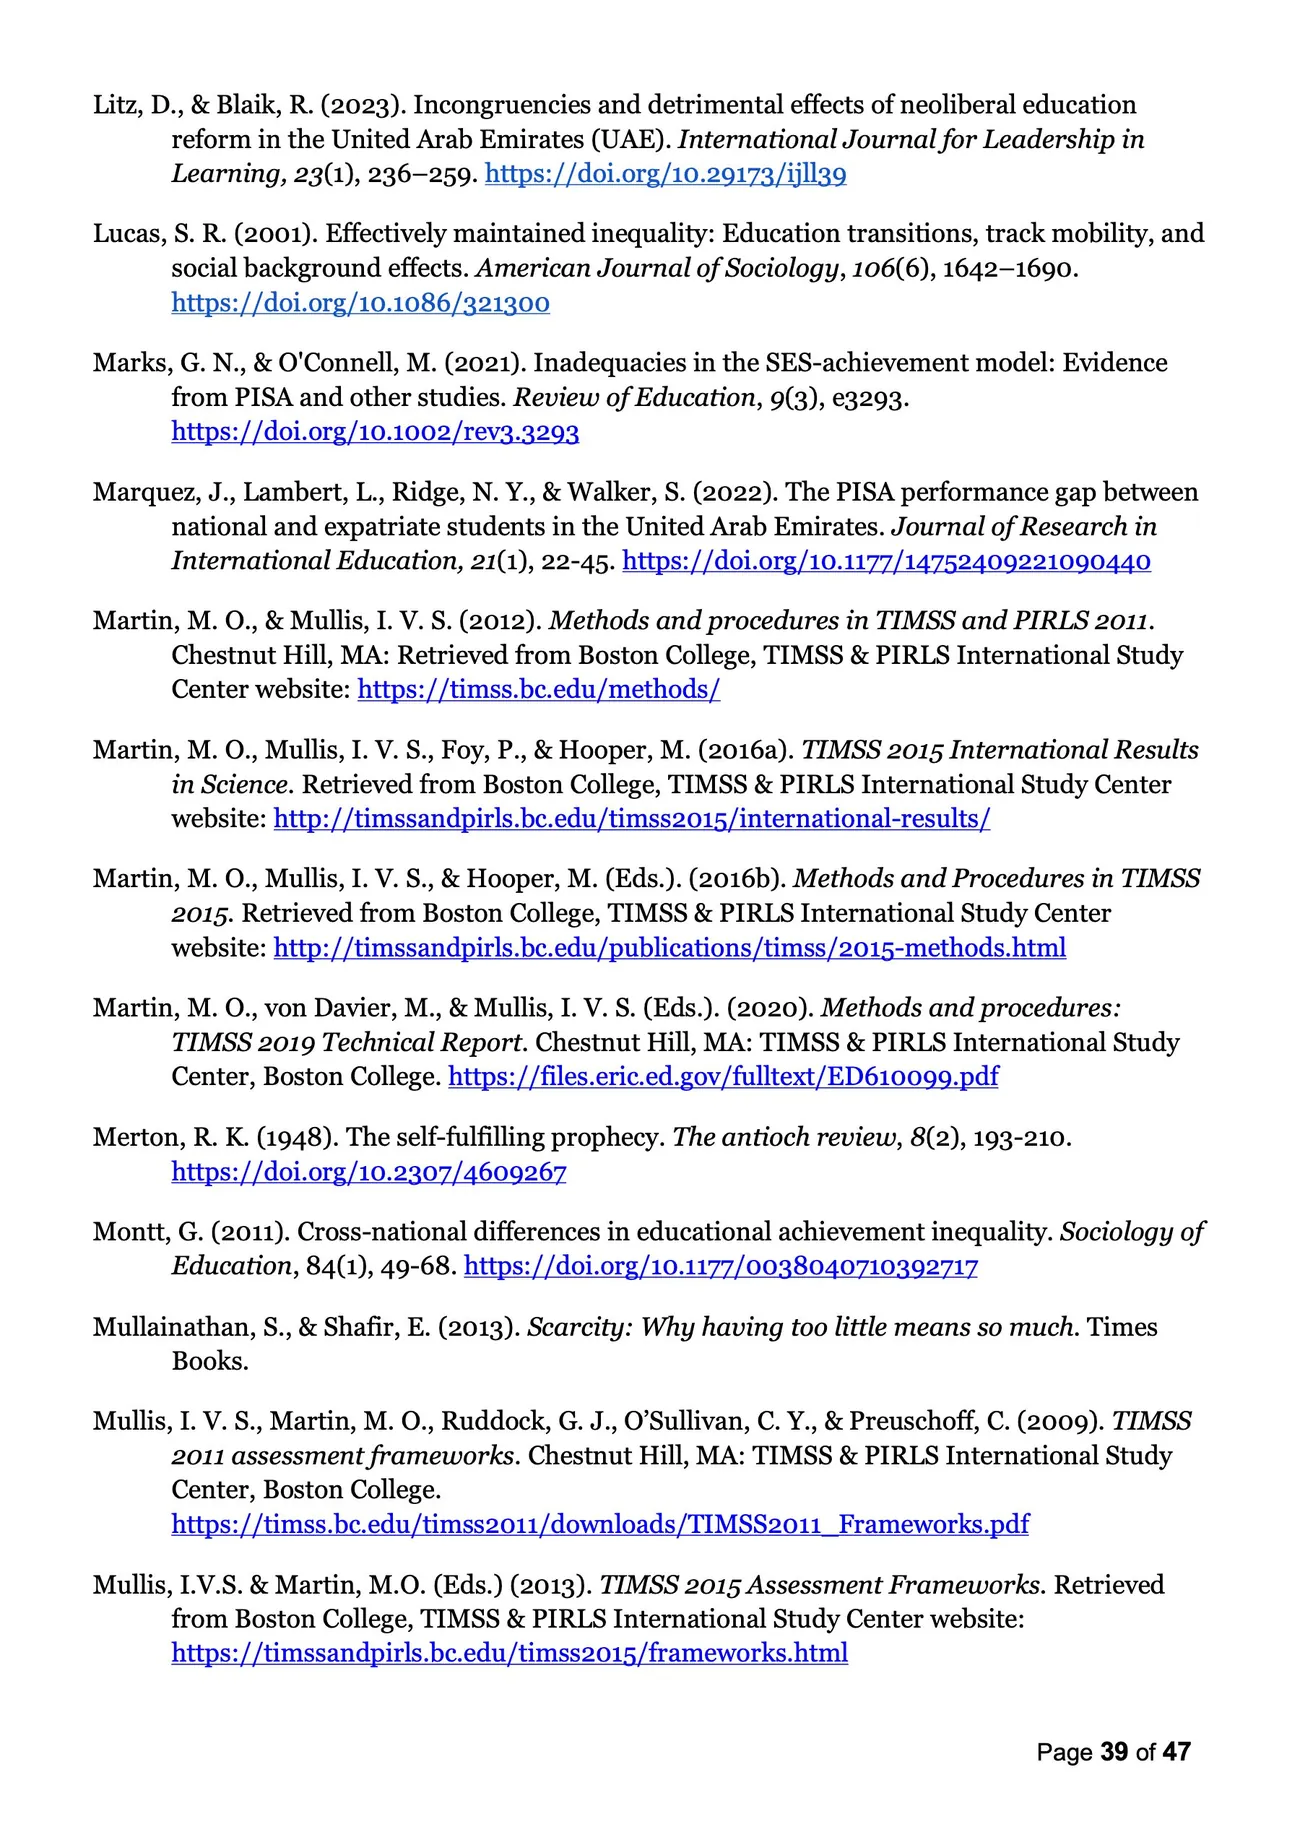 Litz, D., & Blaik, R. (2023). Incongruencies and detrimental effects of neoliberal education
reform in the United Arab Emirates (UAE). International Journal for Leadership in
Learning, 23(1), 236–259. https://doi.org/10.29173/ijll39
Lucas, S. R. (2001). Effectively maintained inequality: Education transitions, track mobility, and
social background effects. American Journal of Sociology, 106(6), 1642–1690.
https://doi.org/10.1086/321300
Marks, G. N., & O'Connell, M. (2021). Inadequacies in the SES-achievement model: Evidence
from PISA and other studies. Review of Education, 9(3), e3293.
https://doi.org/10.1002/rev3.3293
Marquez, J., Lambert, L., Ridge, N. Y., & Walker, S. (2022). The PISA performance gap between
national and expatriate students in the United Arab Emirates. Journal of Research in
International Education, 21(1), 22-45. https://doi.org/10.1177/14752409221090440
Martin, M. O., & Mullis, I. V. S. (2012). Methods and procedures in TIMSS and PIRLS 2011.
Chestnut Hill, MA: Retrieved from Boston College, TIMSS & PIRLS International Study
Center website: https://timss.bc.edu/methods/
Martin, M. O., Mullis, I. V. S., Foy, P., & Hooper, M. (2016a). TIMSS 2015 International Results
in Science. Retrieved from Boston College, TIMSS & PIRLS International Study Center
website: http://timssandpirls.bc.edu/timss2015/international-results/
Martin, M. O., Mullis, I. V. S., & Hooper, M. (Eds.). (2016b). Methods and Procedures in TIMSS
2015. Retrieved from Boston College, TIMSS & PIRLS International Study Center
website: http://timssandpirls.bc.edu/publications/timss/2015-methods.html
Martin, M. O., von Davier, M., & Mullis, I. V. S. (Eds.). (2020). Methods and procedures:
TIMSS 2019 Technical Report. Chestnut Hill, MA: TIMSS & PIRLS International Study
Center, Boston College. https://files.eric.ed.gov/fulltext/ED610099.pdf
Merton, R. K. (1948). The self-fulfilling prophecy. The antioch review, 8(2), 193-210.
https://doi.org/10.2307/4609267
Montt, G. (2011). Cross-national differences in educational achievement inequality. Sociology of
Education, 84(1), 49-68. https://doi.org/10.1177/0038040710392717
Mullainathan, S., & Shafir, E. (2013). Scarcity: Why having too little means so much. Times
Books.
Mullis, I. V. S., Martin, M. O., Ruddock, G. J., O’Sullivan, C. Y., & Preuschoff, C. (2009). TIMSS
2011 assessment frameworks. Chestnut Hill, MA: TIMSS & PIRLS International Study
Center, Boston College.
https://timss.bc.edu/timss2011/downloads/TIMSS2011_Frameworks.pdf
Mullis, I.V.S. & Martin, M.O. (Eds.) (2013). TIMSS 2015 Assessment Frameworks. Retrieved
from Boston College, TIMSS & PIRLS International Study Center website:
https://timssandpirls.bc.edu/timss2015/frameworks.html
Page 39 of 47